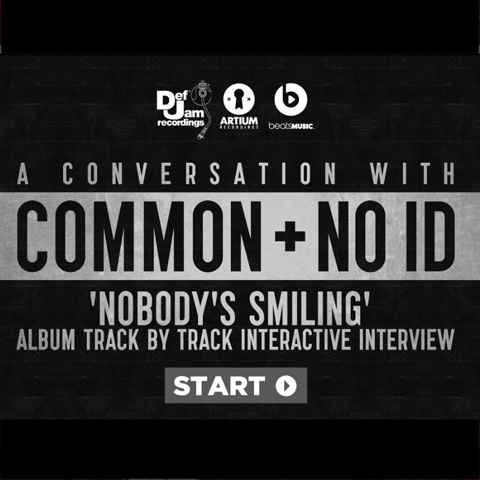 Def Jam recordings
ARTIUM RECORDINGS
beatsMUSIC
A CONVERSATION WITH
COMMON + NO ID
'NOBODY'S SMILING'
ALBUM TRACK BY TRACK INTERACTIVE INTERVIEW
START